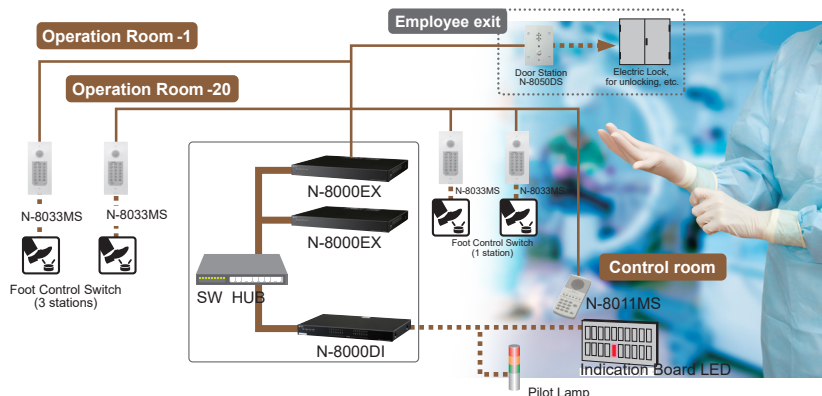 Employee exit
Operation Room -1
Door Station
N-8050DS
Electric Lock,
for unlocking, etc.
Operation Room -20
N-8033MS
N-8033MS
N-8000EX
N-8033MS
N-8033MS
N-8000EX
Foot Control Switch
(1 station)
Control room
Foot Control Switch
(3 stations)
SW HUB
N-8011MS
N-8000DI
Indication Board LED
Pilot Lamp